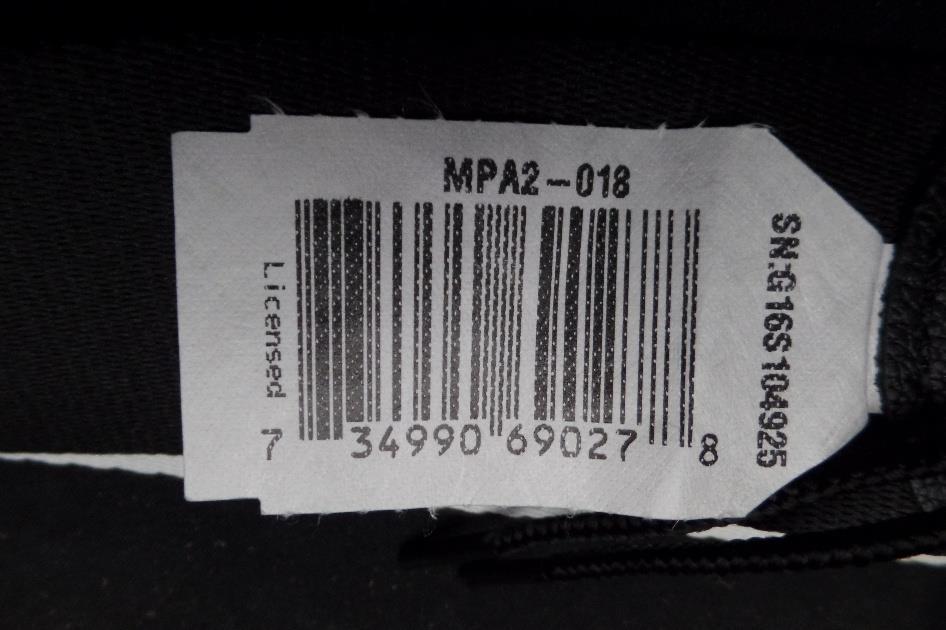 MPA2-018
Licensed
7 34990 69027 8
SN:G16S104925